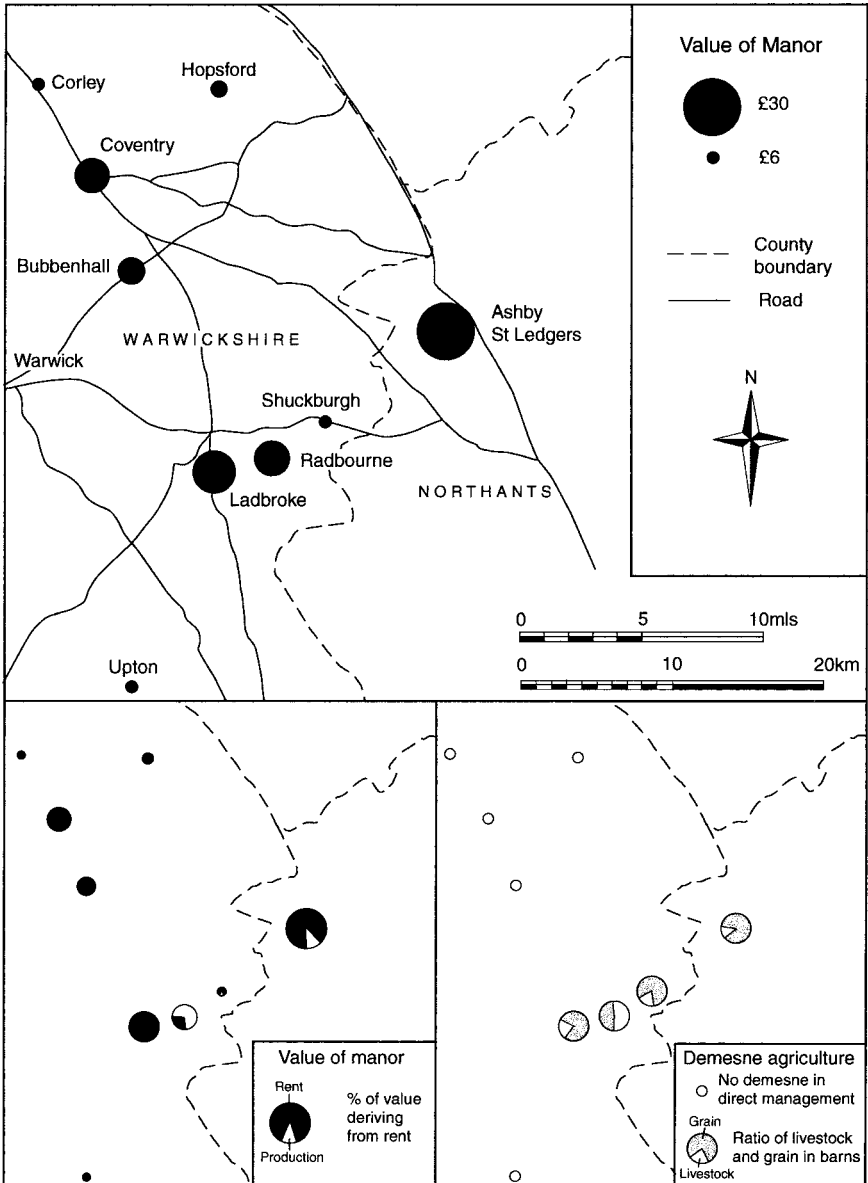 Corley
Hopsford
Coventry
Bubbenhall
Ashby
St Ledgers
WARWICKSHIRE
Warwick
Shuckburgh
Radbourne
Ladbroke
NORTHANTS
Upton
Value of Manor
£30
£6
County
boundary
Road
N
0 5 10mls
0 10 20km
Value of manor
Rent
% of value
deriving
from rent
Production
Demesne agriculture
No demesne in
direct management
Grain
Ratio of livestock
and grain in barns
Livestock